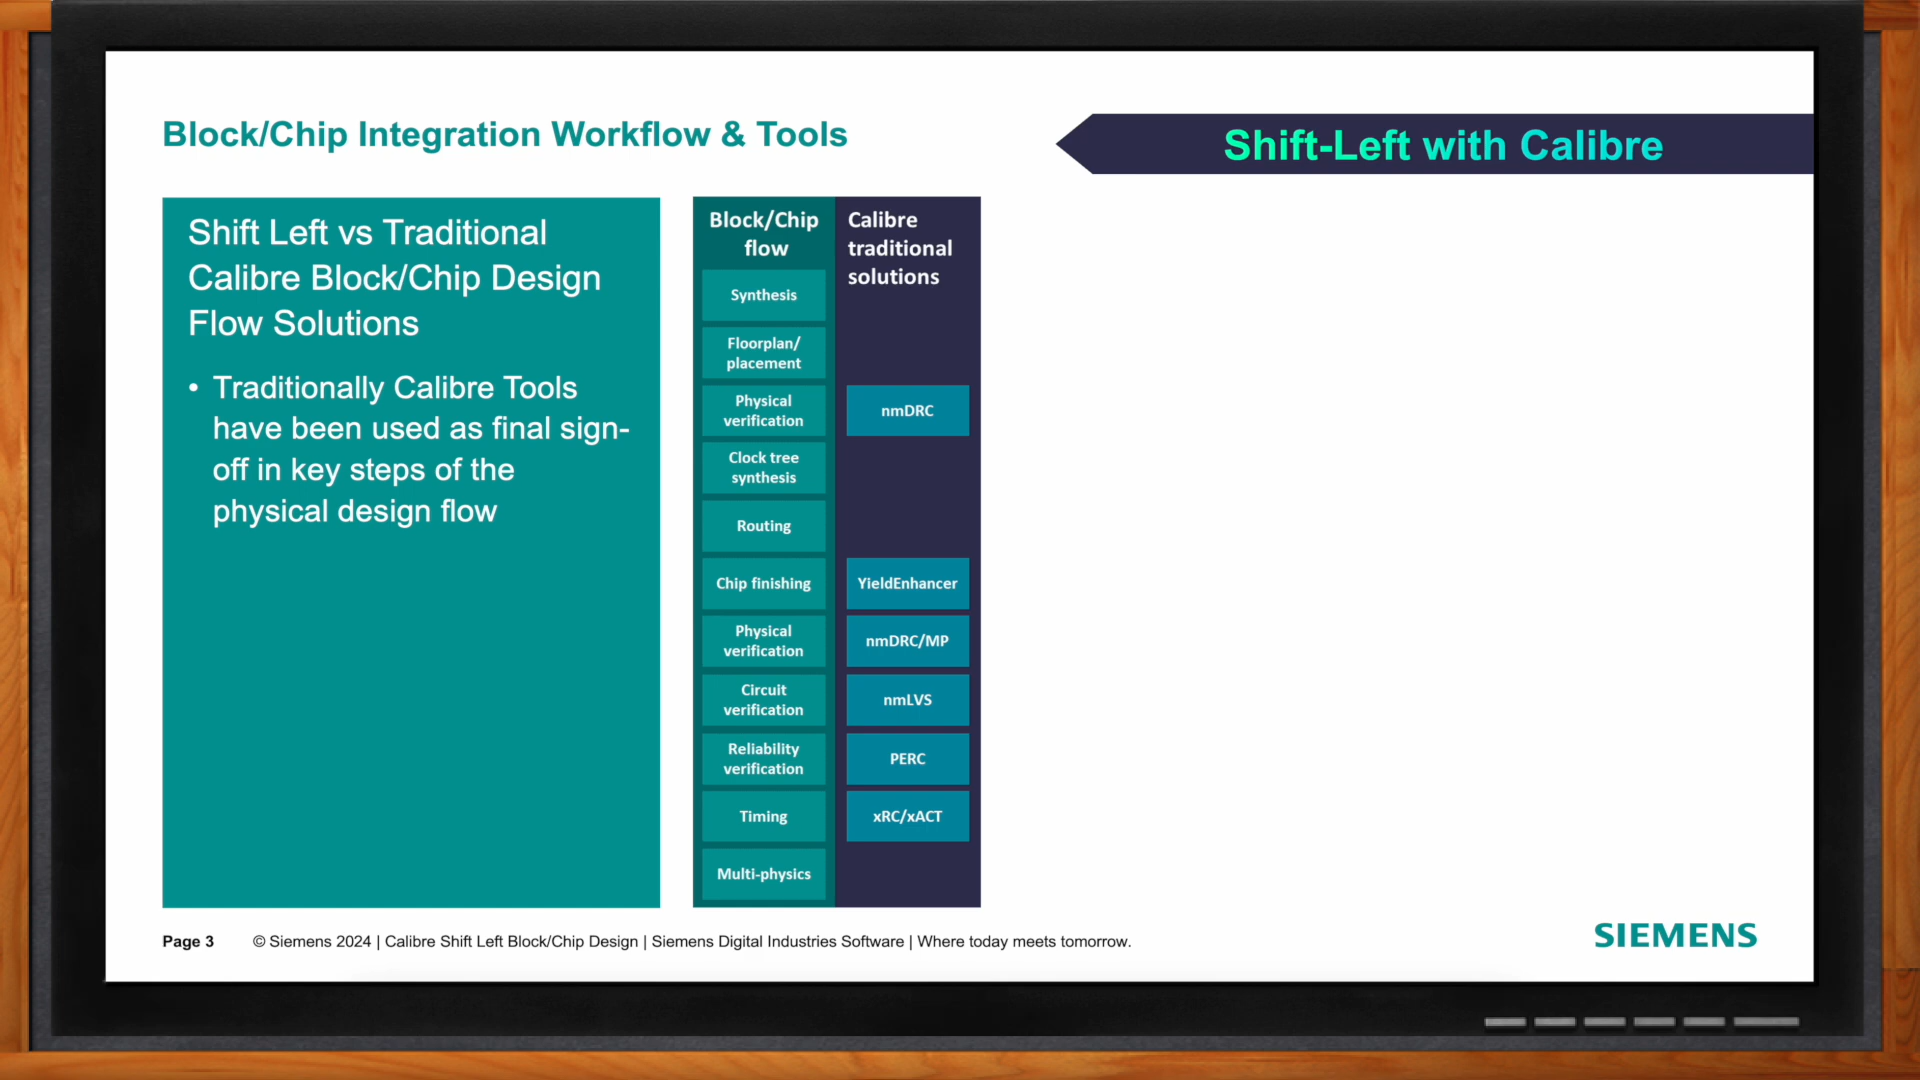 Block/Chip Integration Workflow & Tools
Shift-Left with Calibre
Shift Left vs Traditional
Calibre Block/Chip Design
Flow Solutions
• Traditionally Calibre Tools
have been used as final sign-
off in key steps of the
physical design flow
Block/Chip
flow
Synthesis
Floorplan/
placement
Physical
verification
Clock tree
synthesis
Routing
Chip finishing
Physical
verification
Circuit
verification
Reliability
verification
Timing
Multi-physics
Calibre
traditional
solutions
nmDRC
YieldEnhancer
nmDRC/MP
nmLVS
PERC
xRC/xACT
Page 3
© Siemens 2024 | Calibre Shift Left Block/Chip Design | Siemens Digital Industries Software | Where today meets tomorrow.
SIEMENS